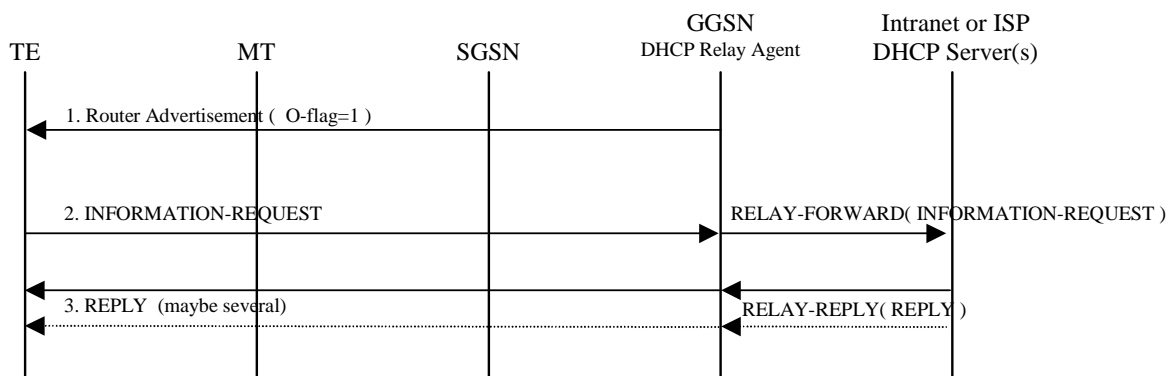 GGSN
DHCP Relay Agent
Intranet or ISP
DHCP Server(s)
TE
MT
SGSN
1. Router Advertisement ( O-flag=1 )
2. INFORMATION-REQUEST
RELAY-FORWARD( INFORMATION-REQUEST )
3. REPLY (maybe several)
RELAY-REPLY( REPLY )